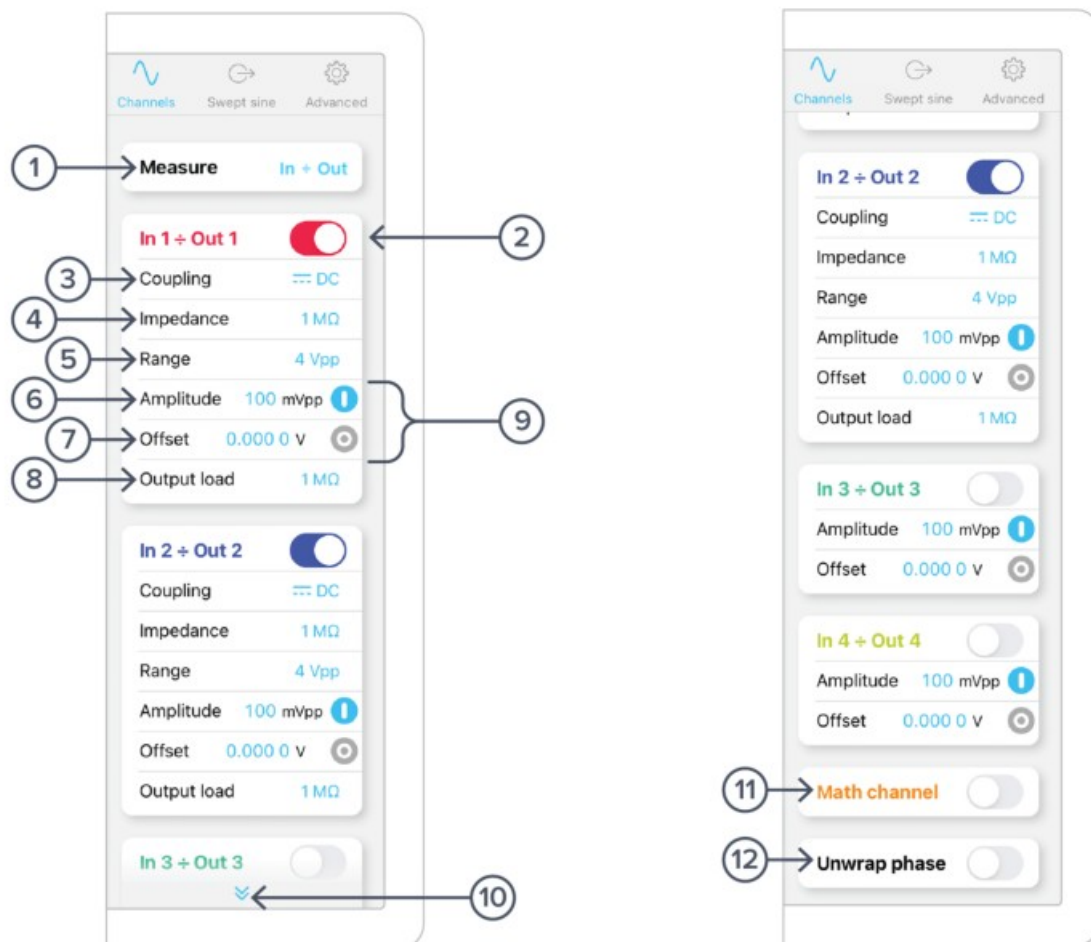 Channels Swept sine Advanced
1 Measure In ÷ Out
In 1 ÷ Out 1 2
3 Coupling DC
4 Impedance 1 MΩ
5 Range 4 Vpp
6 Amplitude 100 mVpp
9
7 Offset 0.000 0 V
8 Output load 1 MΩ
In 2 ÷ Out 2
Coupling DC
Impedance 1 MΩ
Range 4 Vpp
Amplitude 100 mVpp
Offset 0.000 0 V
Output load 1 MΩ
In 3 ÷ Out 3
10
Channels Swept sine Advanced
In 2 ÷ Out 2
Coupling DC
Impedance 1 MΩ
Range 4 Vpp
Amplitude 100 mVpp
Offset 0.000 0 V
Output load 1 MΩ
In 3 ÷ Out 3
Amplitude 100 mVpp
Offset 0.000 0 V
In 4 ÷ Out 4
Amplitude 100 mVpp
Offset 0.000 0 V
11 Math channel
12 Unwrap phase